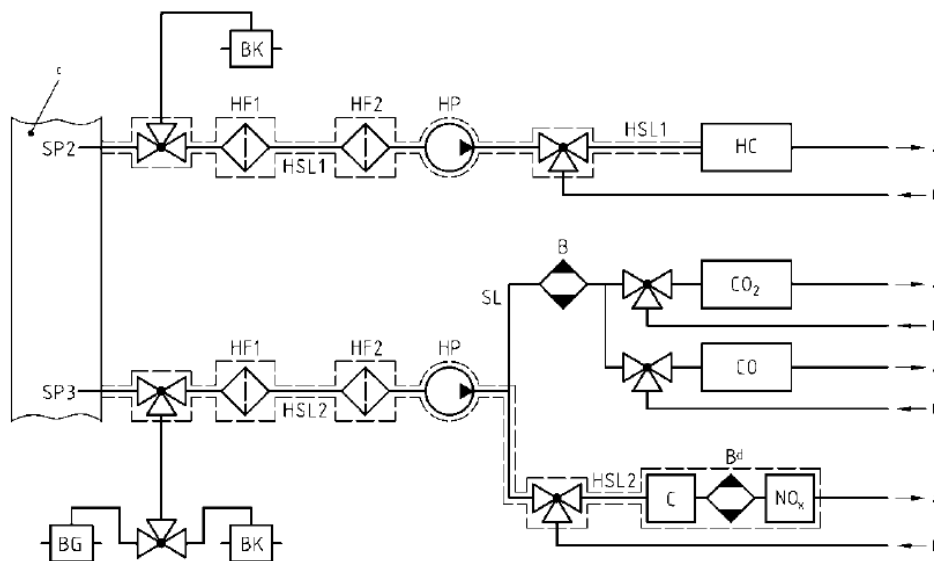 BK
c
HF1
HF2
HP
HSL1
SP2
HSL1
HC
B
SL
CO₂
HF1
HF2
HP
CO
SP3
HSL2
HSL2
Bᵈ
C
NOₓ
BG
BK